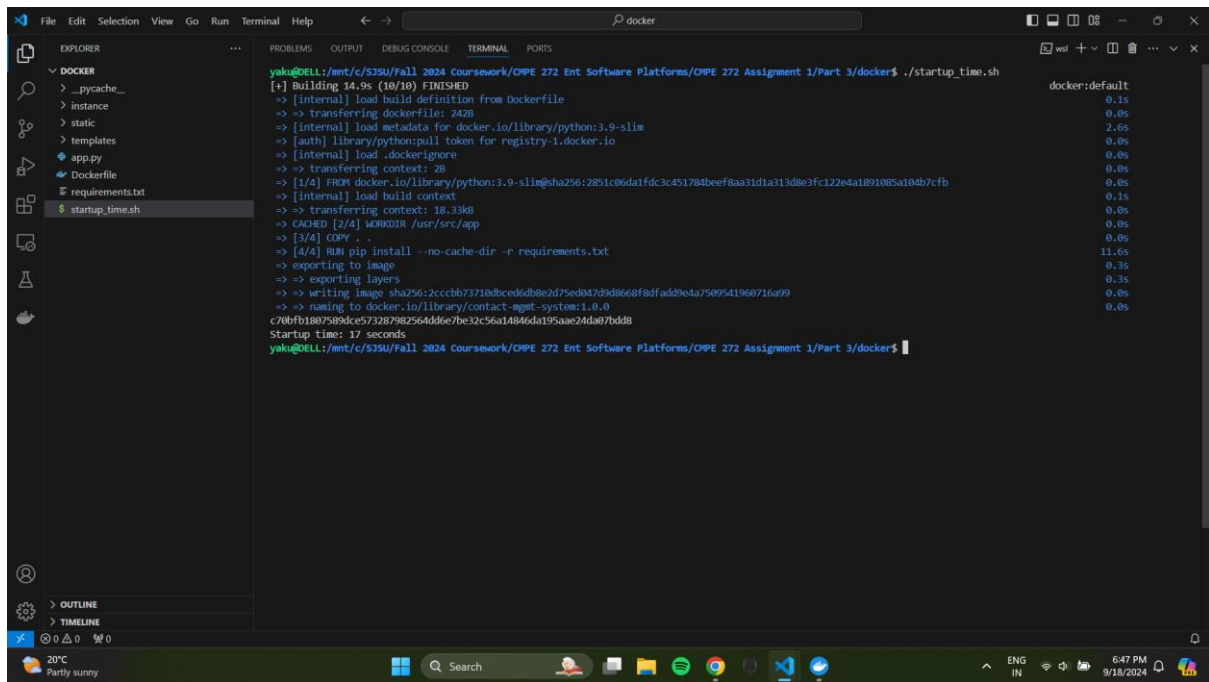 File Edit Selection View Go Run Terminal Help
docker
EXPLORER
DOCKER
__pycache__
instance
static
templates
app.py
Dockerfile
requirements.txt
$ startup_time.sh
OUTLINE
TIMELINE
PROBLEMS OUTPUT DEBUG CONSOLE TERMINAL PORTS
wsl
yaku@DELL:/mnt/c/SJSU/Fall 2024 Coursework/CMPE 272 Ent Software Platforms/CMPE 272 Assignment 1/Part 3/docker$ ./startup_time.sh
[+] Building 14.9s (10/10) FINISHED docker:default
=> [internal] load build definition from Dockerfile 0.1s
=> => transferring dockerfile: 242B 0.0s
=> [internal] load metadata for docker.io/library/python:3.9-slim 2.6s
=> [auth] library/python:pull token for registry-1.docker.io 0.0s
=> [internal] load .dockerignore 0.0s
=> => transferring context: 2B 0.0s
=> [1/4] FROM docker.io/library/python:3.9-slim@sha256:2851c06da1fdc3c451784beef8aa31d1a313d8e3fc122e4a1891085a104b7cfb 0.0s
=> [internal] load build context 0.1s
=> => transferring context: 18.33kB 0.0s
=> CACHED [2/4] WORKDIR /usr/src/app 0.0s
=> [3/4] COPY . . 0.0s
=> [4/4] RUN pip install --no-cache-dir -r requirements.txt 11.6s
=> exporting to image 0.3s
=> => exporting layers 0.3s
=> => writing image sha256:2cccbb73710dbced6db8e2d75ed047d9d8668f8dfadd9e4a7509541960716a99 0.0s
=> => naming to docker.io/library/contact-mgmt-system:1.0.0 0.0s
c70bfb1807589dce573287982564dd6e7be32c56a14846da195aae24da07bdd8
Startup time: 17 seconds
yaku@DELL:/mnt/c/SJSU/Fall 2024 Coursework/CMPE 272 Ent Software Platforms/CMPE 272 Assignment 1/Part 3/docker$
0 0 0
20°C
Partly sunny
Search
ENG
IN
6:47 PM
9/18/2024